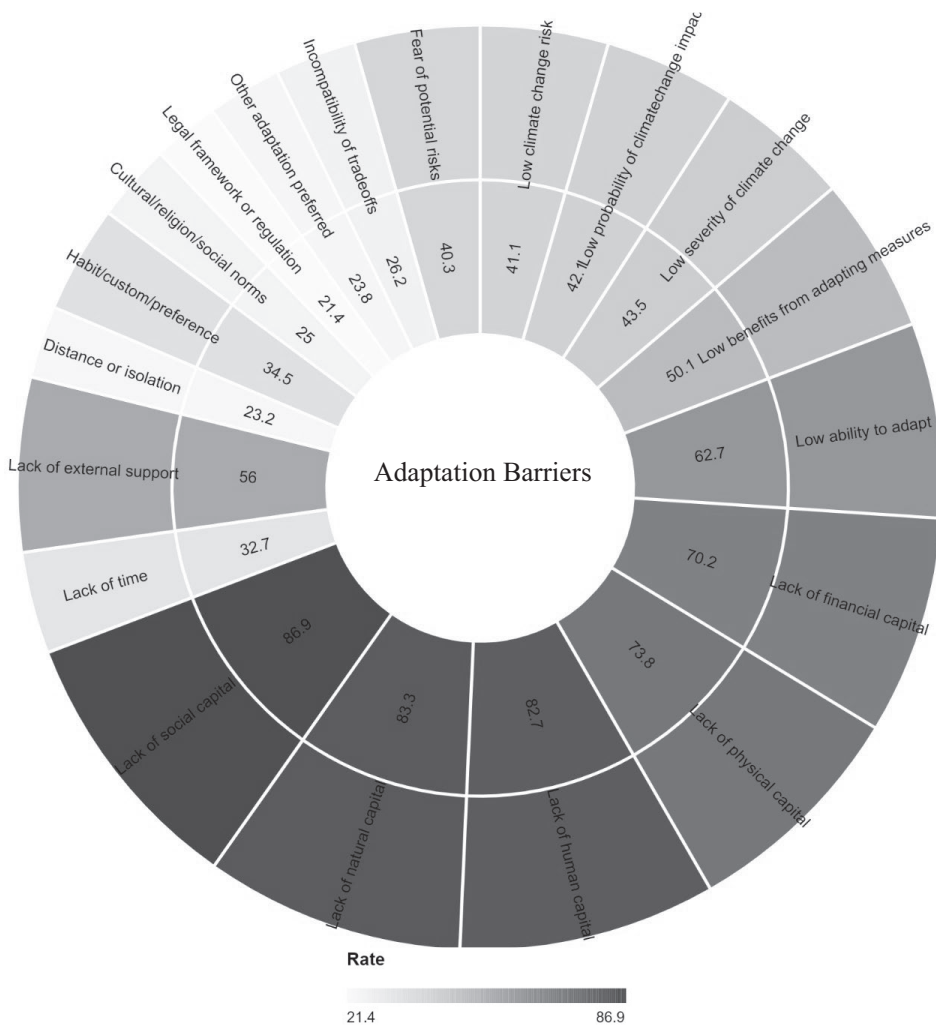 Adaptation Barriers
Low climate change risk
41.1
Low probability of climatechange impac
42.1
Low severity of climate change
43.5
Low benefits from adapting measures
50.1
Low ability to adapt
62.7
Lack of financial capital
70.2
Lack of physical capital
73.8
Lack of human capital
82.7
Lack of natural capital
83.3
Lack of social capital
86.9
Lack of time
32.7
Lack of external support
56
Distance or isolation
23.2
Habit/custom/preference
34.5
Cultural/religion/social norms
25
Legal framework or regulation
21.4
Other adaptation preferred
23.8
Incompatibility of tradeoffs
26.2
Fear of potential risks
40.3
Rate
21.4
86.9